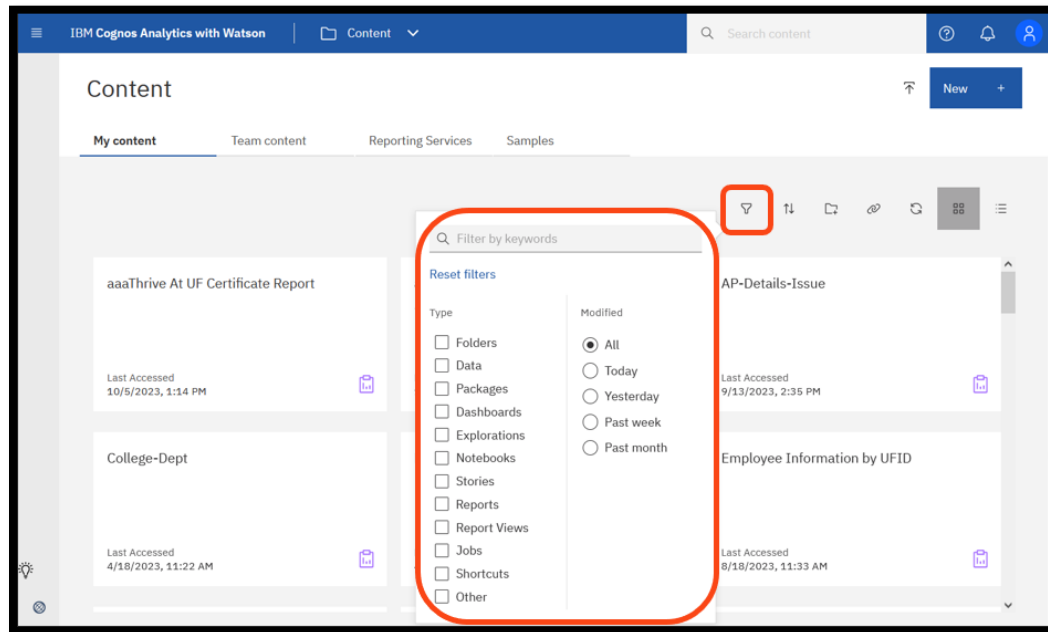 IBM Cognos Analytics with Watson
Content
Search content
Content
New +
My content
Team content
Reporting Services
Samples
Filter by keywords
Reset filters
Type
Folders
Data
Packages
Dashboards
Explorations
Notebooks
Stories
Reports
Report Views
Jobs
Shortcuts
Other
Modified
All
Today
Yesterday
Past week
Past month
aaaThrive At UF Certificate Report
Last Accessed
10/5/2023, 1:14 PM
AP-Details-Issue
Last Accessed
9/13/2023, 2:35 PM
College-Dept
Last Accessed
4/18/2023, 11:22 AM
Employee Information by UFID
Last Accessed
8/18/2023, 11:33 AM